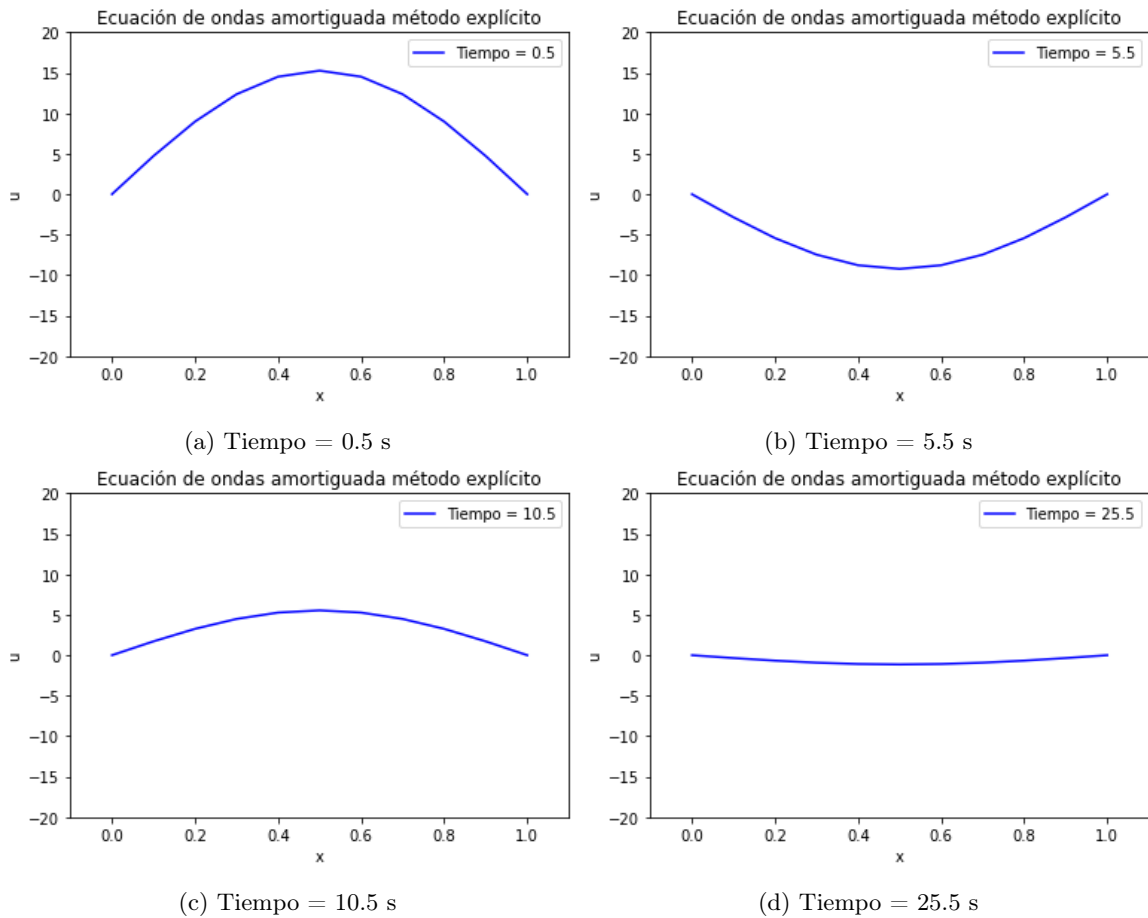 Ecuación de ondas amortiguada método explícito
20
15
10
5
0
−5
−10
−15
−20
u
Tiempo = 0.5
0.0 0.2 0.4 0.6 0.8 1.0
x
(a) Tiempo = 0.5 s
Ecuación de ondas amortiguada método explícito
20
15
10
5
0
−5
−10
−15
−20
u
Tiempo = 5.5
0.0 0.2 0.4 0.6 0.8 1.0
x
(b) Tiempo = 5.5 s
Ecuación de ondas amortiguada método explícito
20
15
10
5
0
−5
−10
−15
−20
u
Tiempo = 10.5
0.0 0.2 0.4 0.6 0.8 1.0
x
(c) Tiempo = 10.5 s
Ecuación de ondas amortiguada método explícito
20
15
10
5
0
−5
−10
−15
−20
u
Tiempo = 25.5
0.0 0.2 0.4 0.6 0.8 1.0
x
(d) Tiempo = 25.5 s